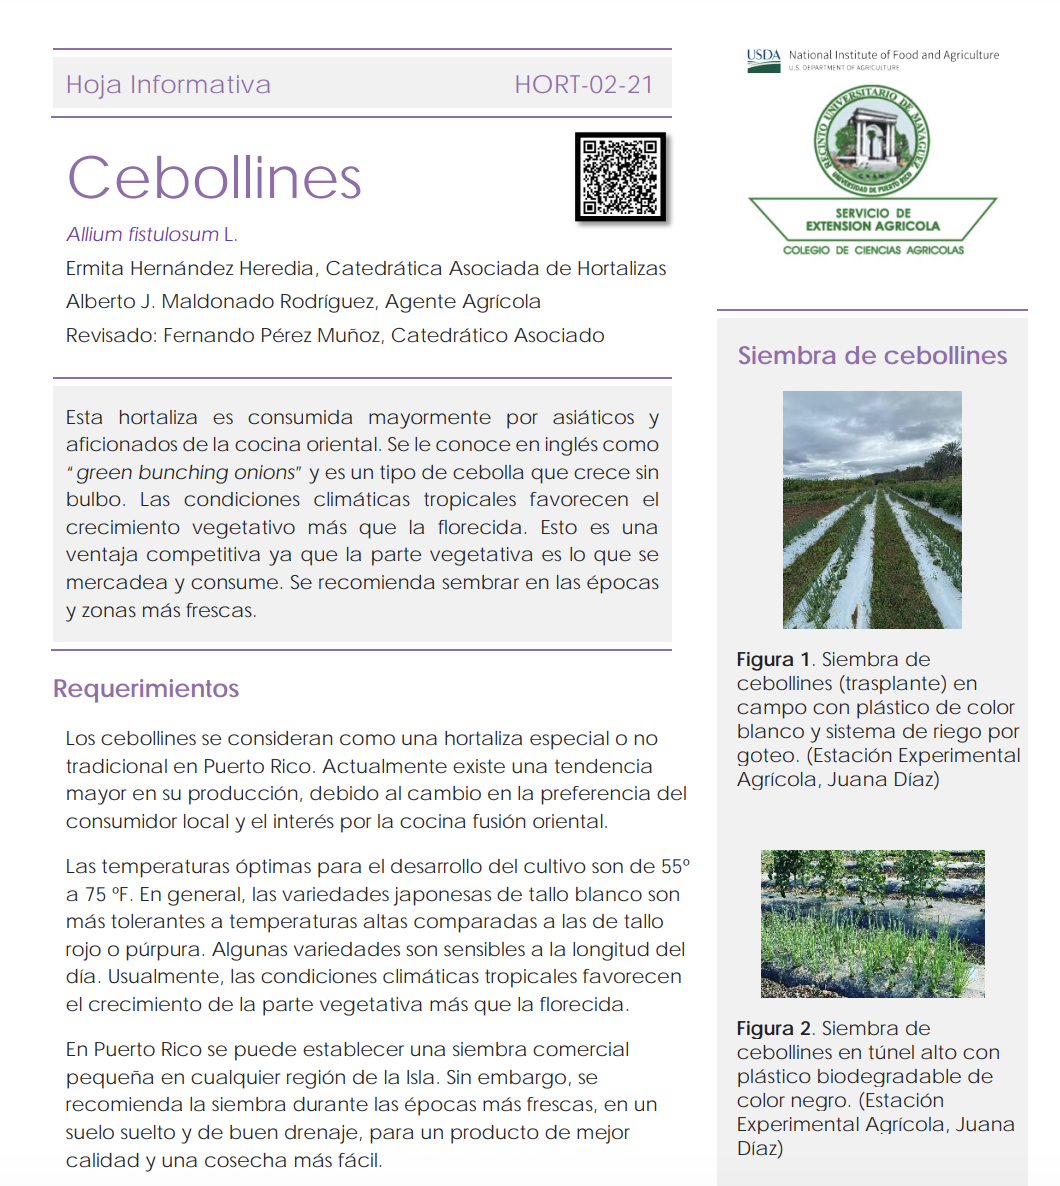 Hoja Informativa HORT-02-21
Cebollines
Allium fistulosum L.
Ermita Hernández Heredia, Catedrática Asociada de Hortalizas
Alberto J. Maldonado Rodríguez, Agente Agrícola
Revisado: Fernando Pérez Muñoz, Catedrático Asociado
Esta hortaliza es consumida mayormente por asiáticos y
aficionados de la cocina oriental. Se le conoce en inglés como
“green bunching onions” y es un tipo de cebolla que crece sin
bulbo. Las condiciones climáticas tropicales favorecen el
crecimiento vegetativo más que la florecida. Esto es una
ventaja competitiva ya que la parte vegetativa es lo que se
mercadea y consume. Se recomienda sembrar en las épocas
y zonas más frescas.
Requerimientos
Los cebollines se consideran como una hortaliza especial o no
tradicional en Puerto Rico. Actualmente existe una tendencia
mayor en su producción, debido al cambio en la preferencia del
consumidor local y el interés por la cocina fusión oriental.
Las temperaturas óptimas para el desarrollo del cultivo son de 55º
a 75 ºF. En general, las variedades japonesas de tallo blanco son
más tolerantes a temperaturas altas comparadas a las de tallo
rojo o púrpura. Algunas variedades son sensibles a la longitud del
día. Usualmente, las condiciones climáticas tropicales favorecen
el crecimiento de la parte vegetativa más que la florecida.
En Puerto Rico se puede establecer una siembra comercial
pequeña en cualquier región de la Isla. Sin embargo, se
recomienda la siembra durante las épocas más frescas, en un
suelo suelto y de buen drenaje, para un producto de mejor
calidad y una cosecha más fácil.
USDA National Institute of Food and Agriculture
U.S. DEPARTMENT OF AGRICULTURE
RECINTO UNIVERSITARIO DE MAYAGÜEZ
UNIVERSIDAD DE PUERTO RICO
SERVICIO DE
EXTENSION AGRICOLA
COLEGIO DE CIENCIAS AGRICOLAS
Siembra de cebollines
Figura 1. Siembra de
cebollines (trasplante) en
campo con plástico de color
blanco y sistema de riego por
goteo. (Estación Experimental
Agrícola, Juana Díaz)
Figura 2. Siembra de
cebollines en túnel alto con
plástico biodegradable de
color negro. (Estación
Experimental Agrícola, Juana
Díaz)